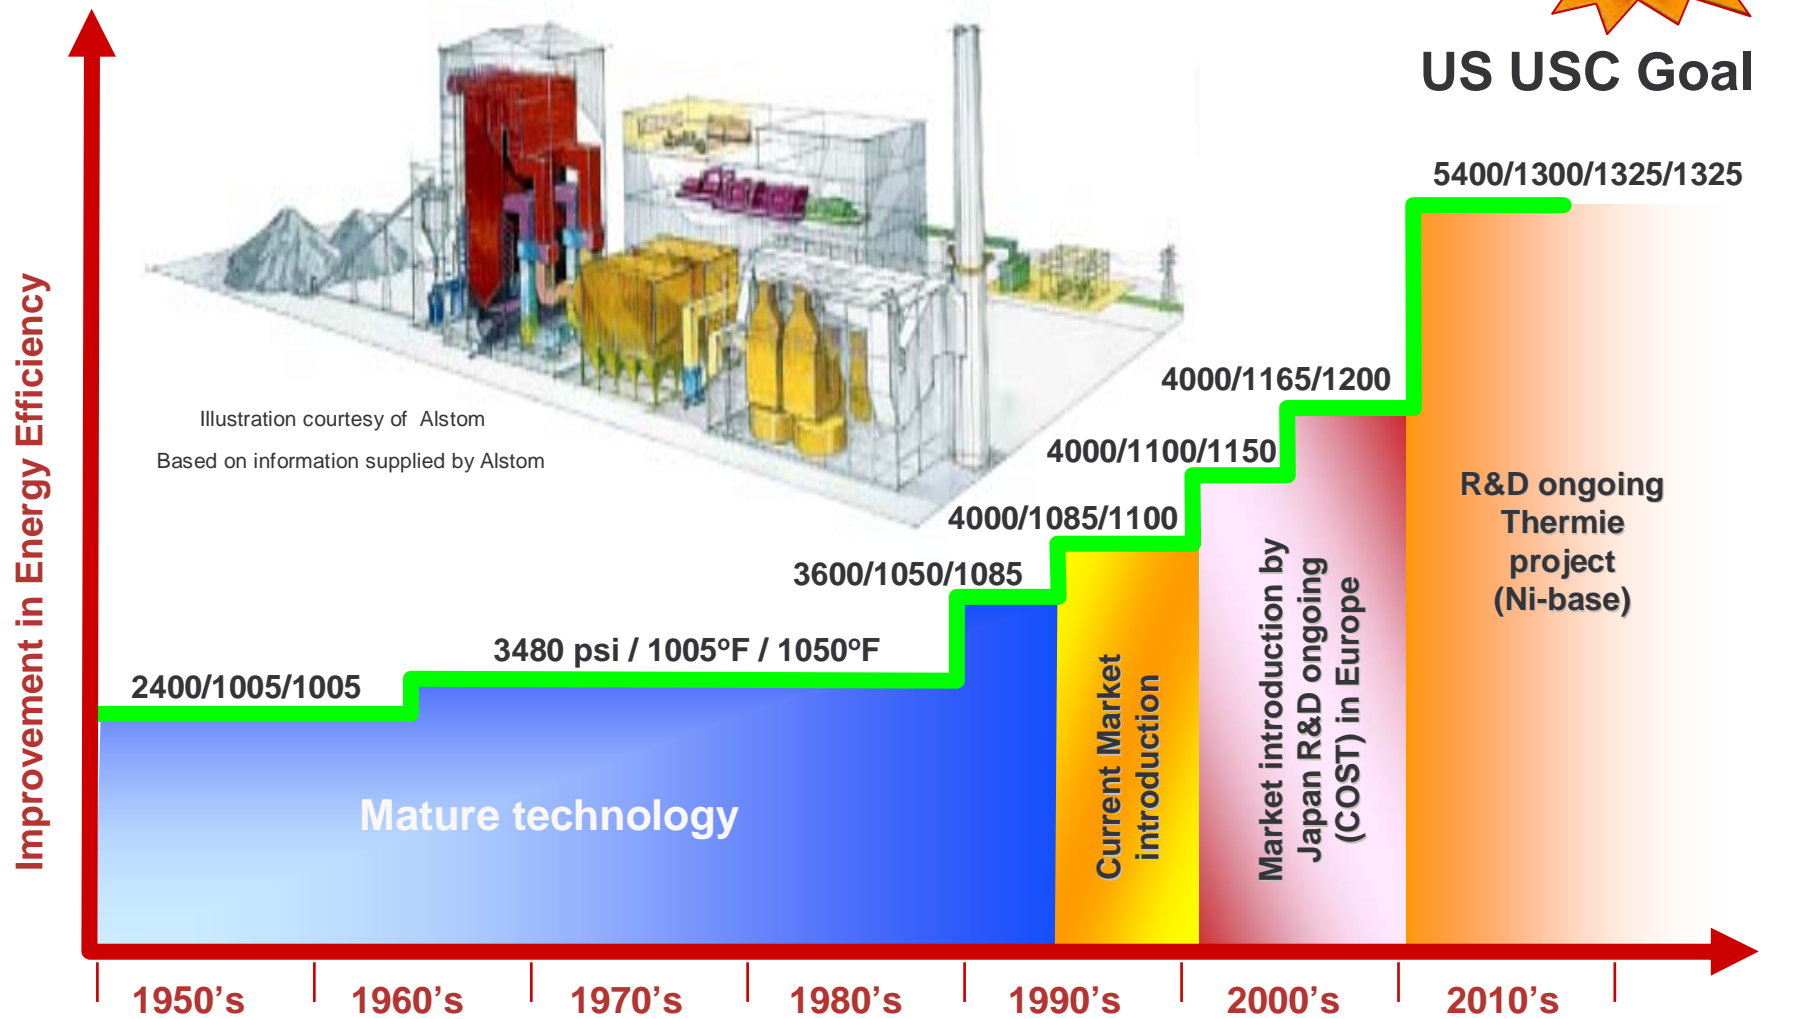 US USC Goal
5400/1300/1325/1325
4000/1165/1200
4000/1100/1150
4000/1085/1100
3600/1050/1085
3480 psi / 1005ºF / 1050ºF
2400/1005/1005
Illustration courtesy of Alstom
Based on information supplied by Alstom
Improvement in Energy Efficiency
Mature technology
Current Market
introduction
Market introduction by
Japan R&D ongoing
(COST) in Europe
R&D ongoing
Thermie
project
(Ni-base)
1950’s
1960’s
1970’s
1980’s
1990’s
2000’s
2010’s